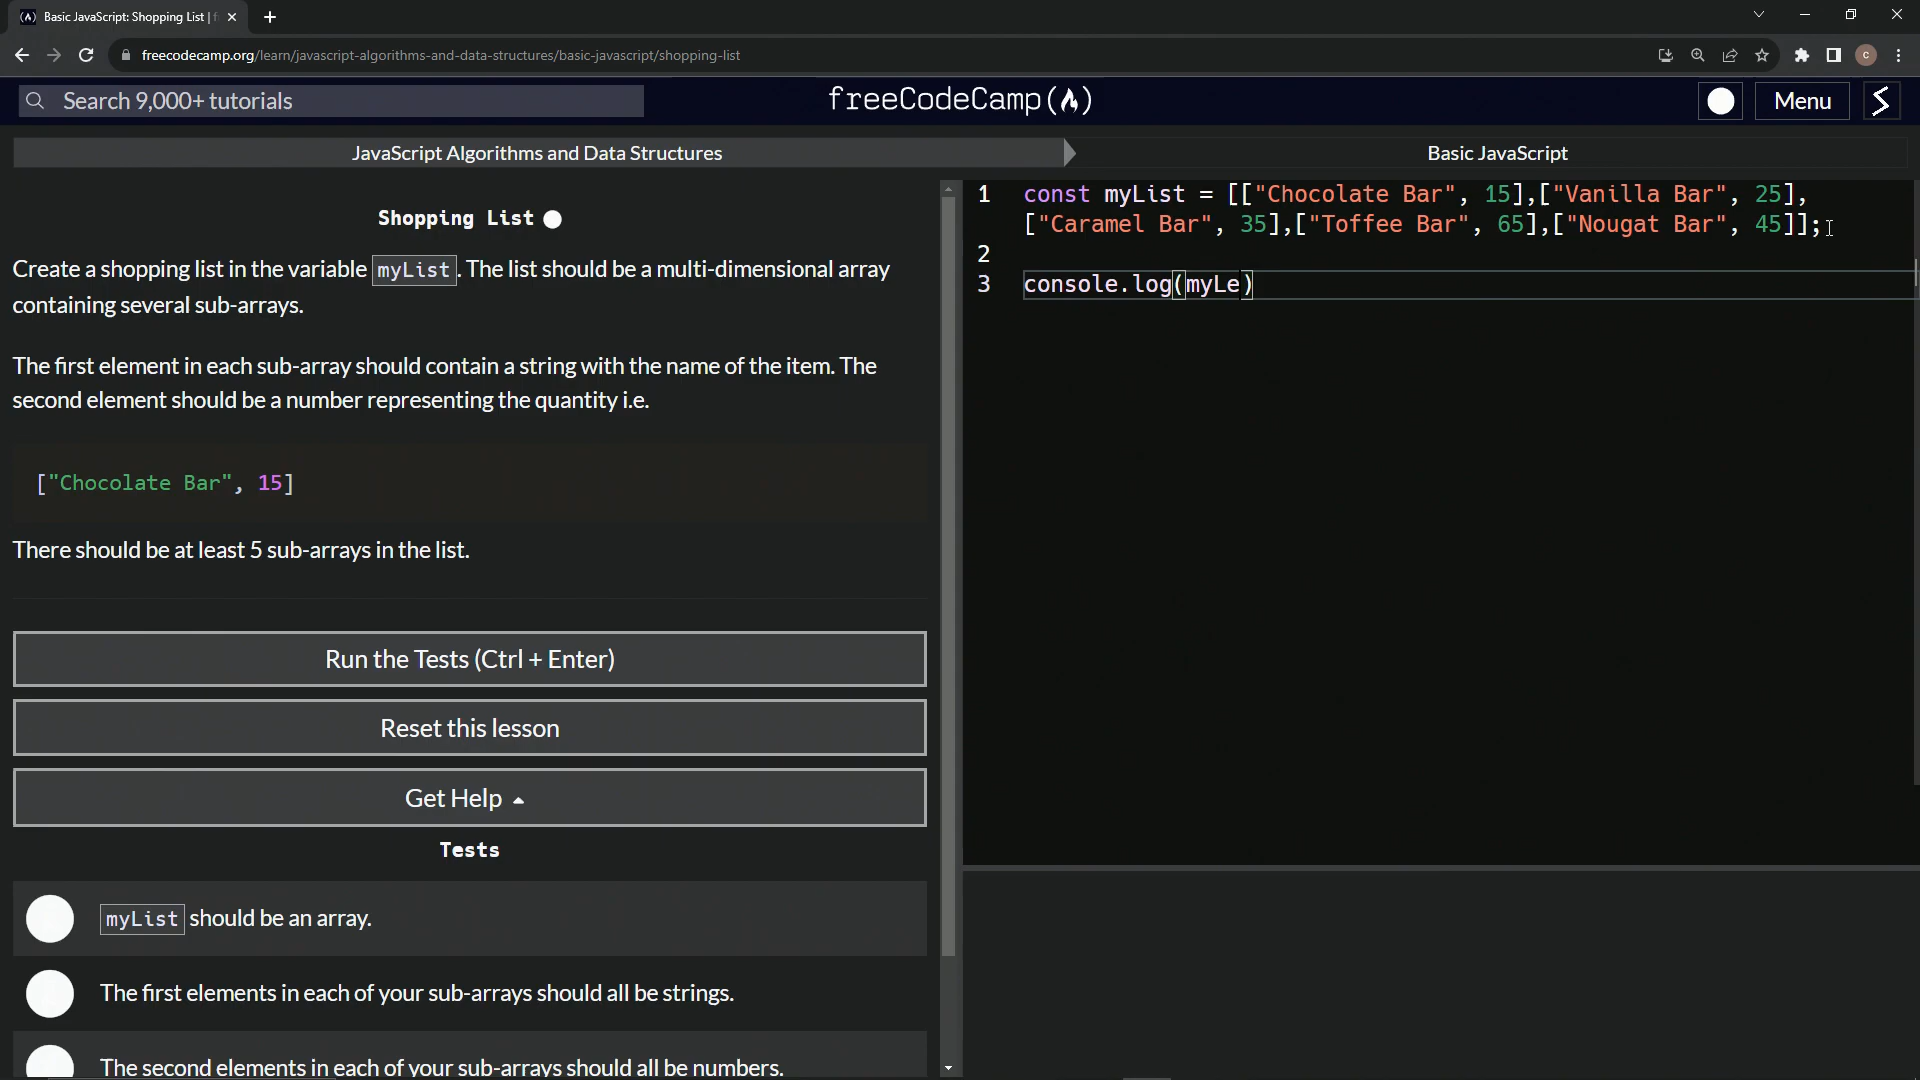 Basic JavaScript: Shopping List | f
freecodecamp.org/learn/javascript-algorithms-and-data-structures/basic-javascript/shopping-list
c
Search 9,000+ tutorials
freeCodeCamp(🔥)
Menu
JavaScript Algorithms and Data Structures
Basic JavaScript
Shopping List
Create a shopping list in the variable myList. The list should be a multi-dimensional array
containing several sub-arrays.
The first element in each sub-array should contain a string with the name of the item. The
second element should be a number representing the quantity i.e.
["Chocolate Bar", 15]
There should be at least 5 sub-arrays in the list.
Run the Tests (Ctrl + Enter)
Reset this lesson
Get Help
Tests
myList should be an array.
The first elements in each of your sub-arrays should all be strings.
The second elements in each of your sub-arrays should all be numbers.
1 const myList = [["Chocolate Bar", 15],["Vanilla Bar", 25],
["Caramel Bar", 35],["Toffee Bar", 65],["Nougat Bar", 45]];
2
3 console.log(myLe)